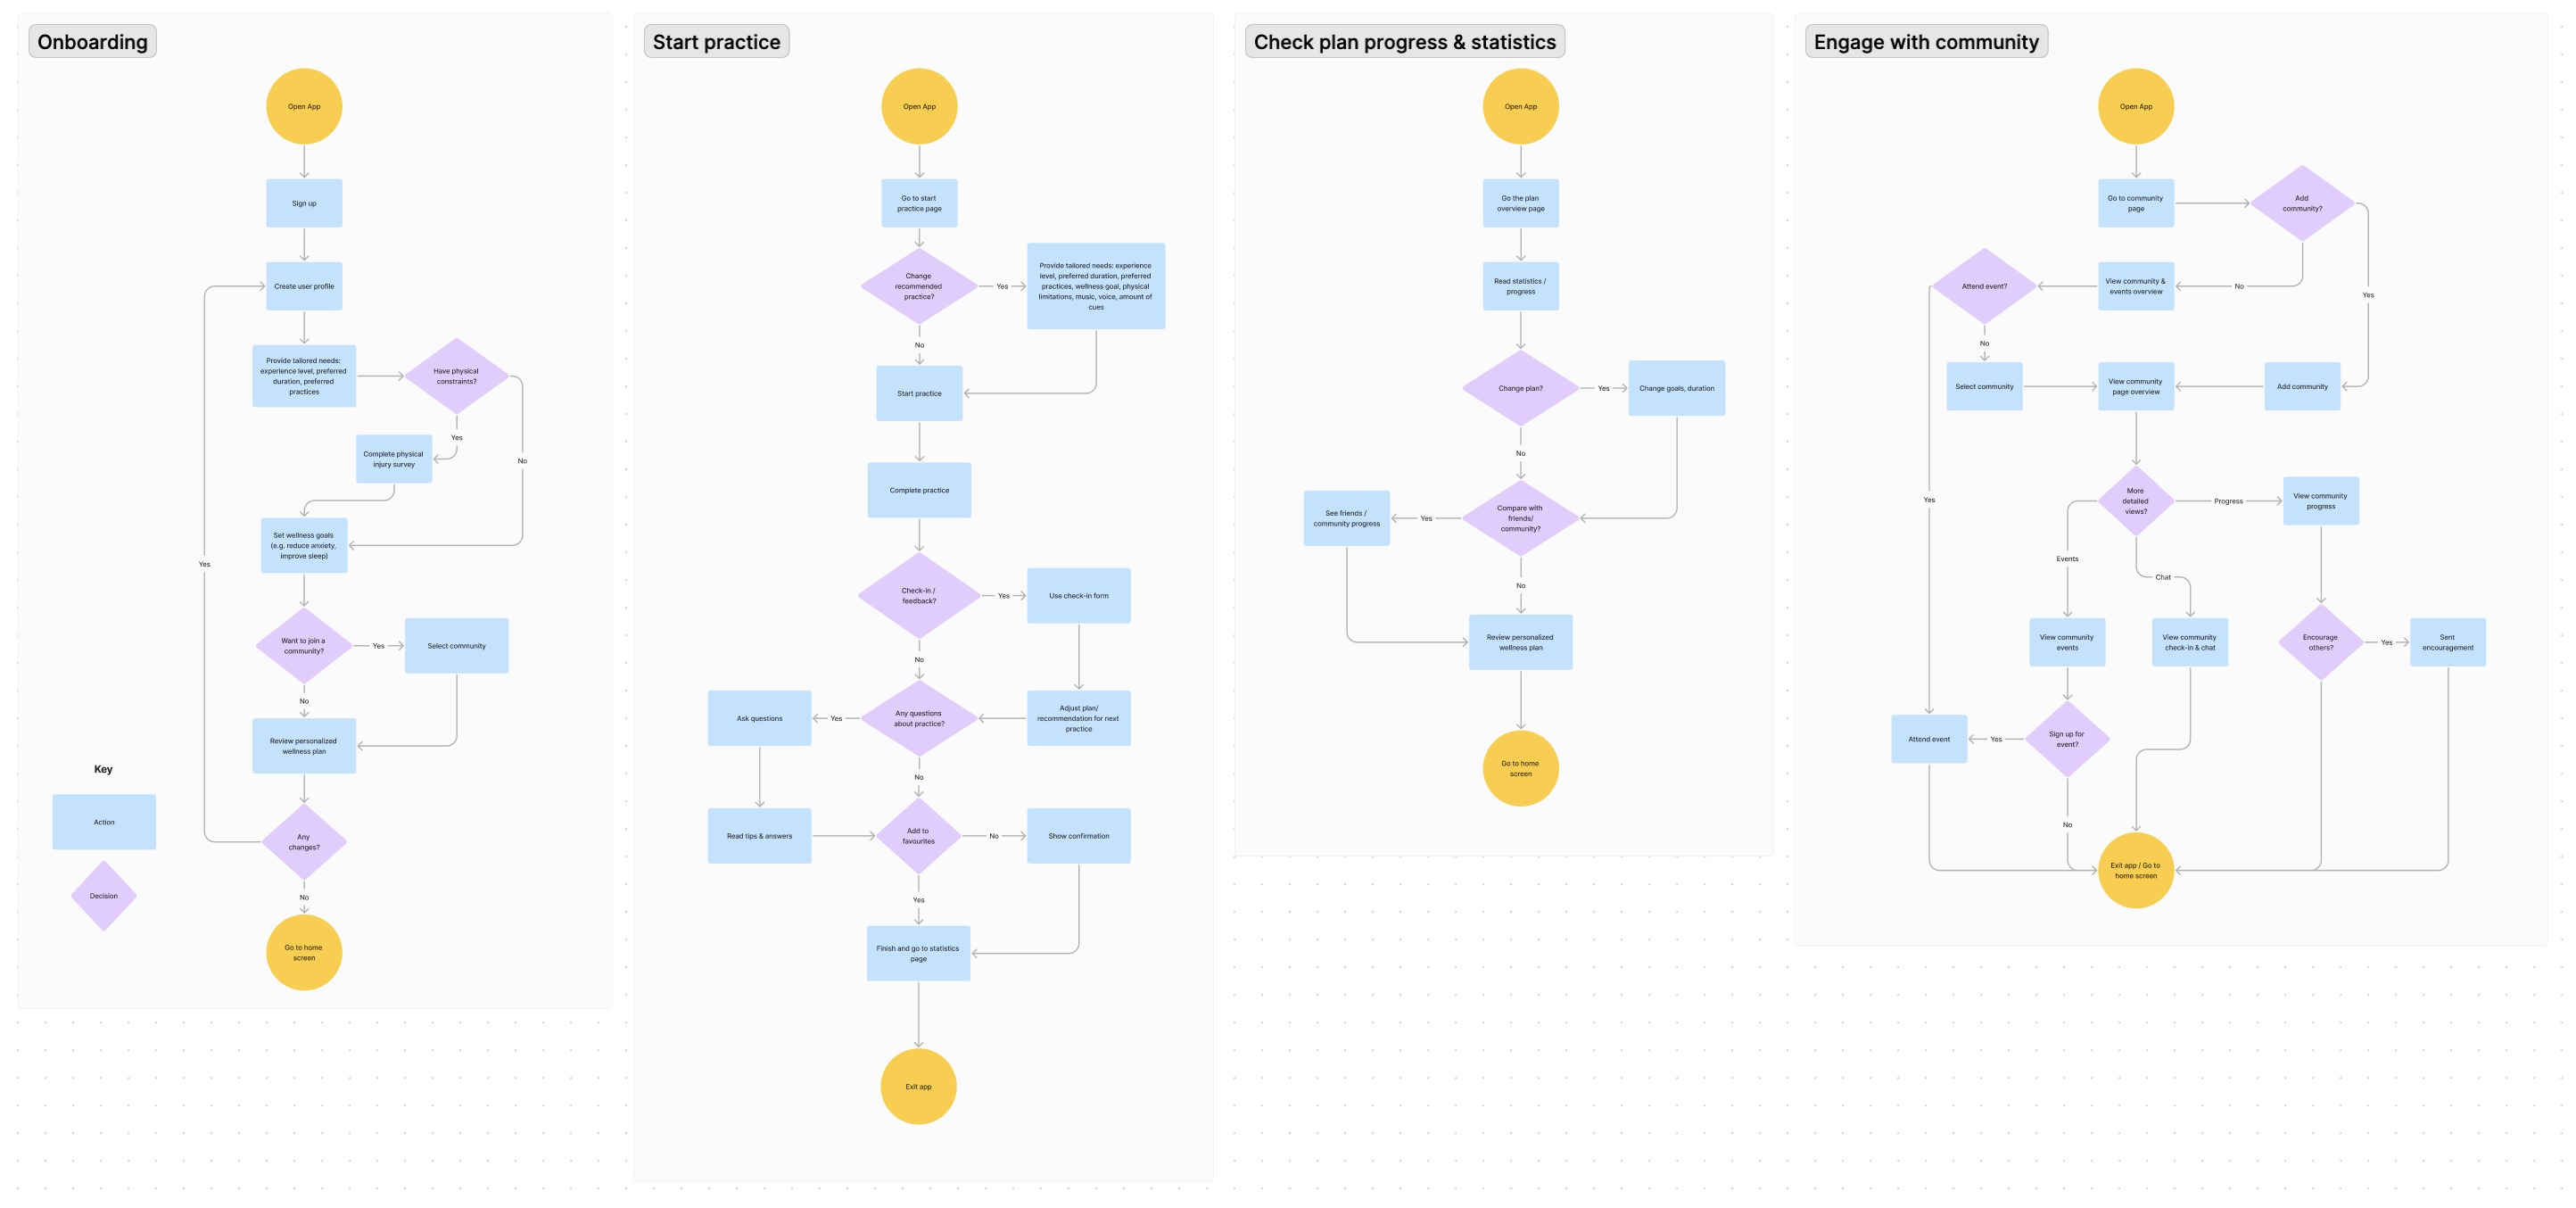 Onboarding
Open App
Sign up
Create user profile
Provide tailored needs:
experience level, preferred
duration, preferred
practices
Have physical
constraints?
Yes
Complete physical
injury survey
No
Set wellness goals
(e.g. reduce anxiety,
improve sleep)
Yes
Want to join a
community?
Yes
Select community
No
Review personalized
wellness plan
Key
Action
Decision
Any
changes?
No
Go to home
screen
Start practice
Open App
Go to start
practice page
Change
recommended
practice?
Yes
Provide tailored needs: experience
level, preferred duration, preferred
practices, wellness goal, physical
limitations, music, voice, amount of
cues
No
Start practice
Complete practice
Check-in /
feedback?
Yes
Use check-in form
No
Ask questions
Yes
Any questions
about practice?
Adjust plan/
recommendation for next
practice
No
Read tips & answers
Add to
favourites
No
Show confirmation
Yes
Finish and go to statistics
page
Exit app
Check plan progress & statistics
Open App
Go the plan
overview page
Read statistics /
progress
Change plan?
Yes
Change goals, duration
No
See friends /
community progress
Yes
Compare with
friends/
community?
No
Review personalized
wellness plan
Go to home
screen
Engage with community
Open App
Go to community
page
Add
community?
Attend event?
View community &
events overview
No
Yes
No
Select community
View community
page overview
Add community
Yes
More
detailed
views?
Progress
View community
progress
Events
Chat
View community
events
View community
check-in & chat
Encourage
others?
Yes
Sent
encouragement
Attend event
Yes
Sign up for
event?
No
Exit app / Go to
home screen